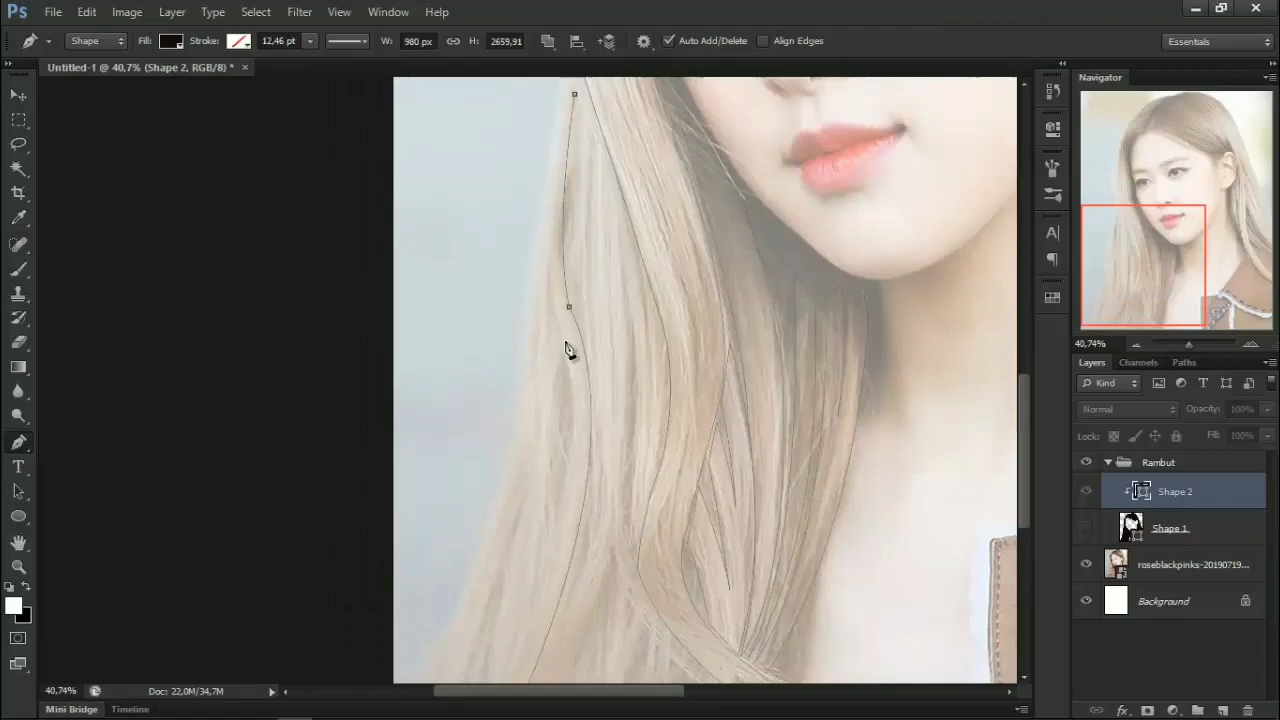 Ps File Edit Image Layer Type Select Filter View Window Help
Shape Fill: Stroke: 12,46 pt W: 980 px H: 2659,91 Auto Add/Delete Align Edges Essentials
Untitled-1 @ 40,7% (Shape 2, RGB/8) * ×
Navigator
40,74%
Layers Channels Paths
Kind
Normal Opacity: 100%
Lock: Fill: 100%
Rambut
Shape 2
Shape 1
roseblackpinks-20190719...
Background
40,74% Doc: 22,0M/34,7M
Mini Bridge Timeline
fx